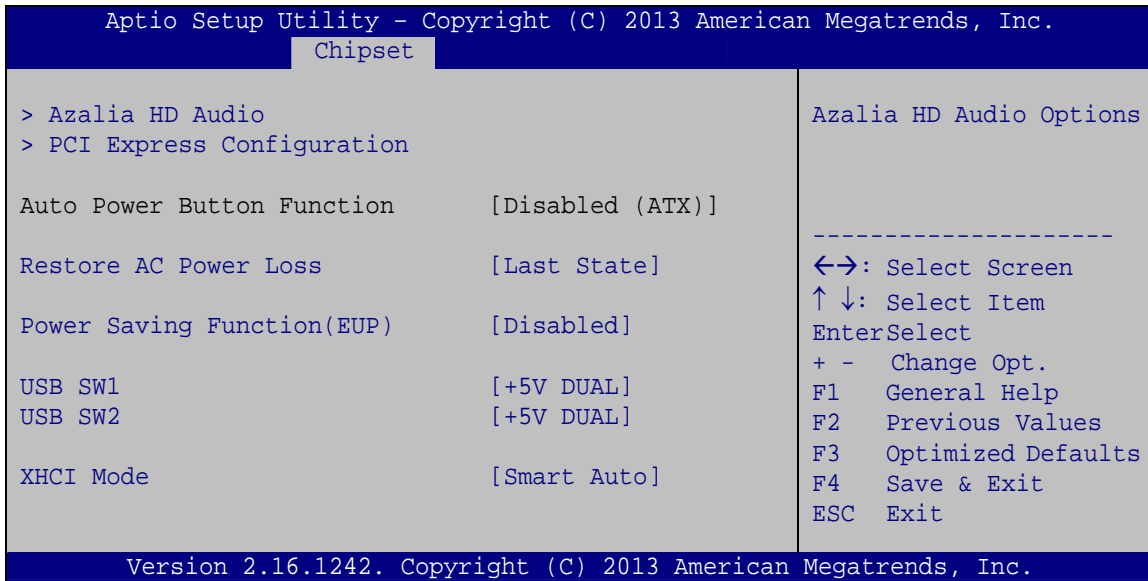 Aptio Setup Utility – Copyright (C) 2013 American Megatrends, Inc.
Chipset
> Azalia HD Audio
> PCI Express Configuration
Auto Power Button Function [Disabled (ATX)]
Restore AC Power Loss [Last State]
Power Saving Function(EUP) [Disabled]
USB SW1 [+5V DUAL]
USB SW2 [+5V DUAL]
XHCI Mode [Smart Auto]
Azalia HD Audio Options
---------------------
←→: Select Screen
↑ ↓: Select Item
EnterSelect
+ - Change Opt.
F1 General Help
F2 Previous Values
F3 Optimized Defaults
F4 Save & Exit
ESC Exit
Version 2.16.1242. Copyright (C) 2013 American Megatrends, Inc.